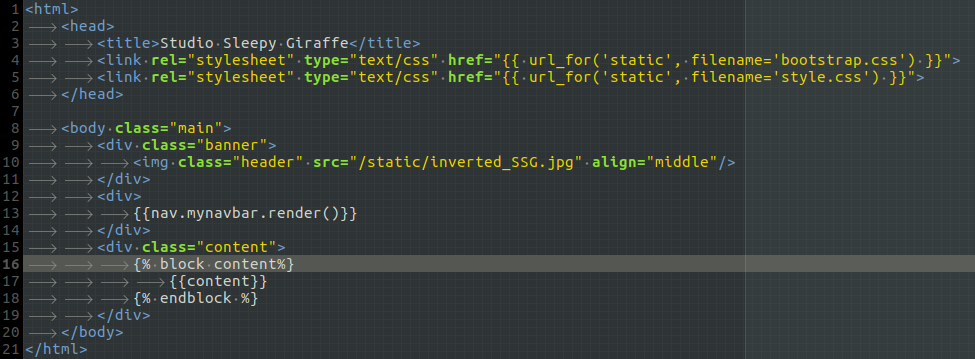 1 <html>
2 <head>
3 <title>Studio Sleepy Giraffe</title>
4 <link rel="stylesheet" type="text/css" href="{{ url_for('static', filename='bootstrap.css') }}">
5 <link rel="stylesheet" type="text/css" href="{{ url_for('static', filename='style.css') }}">
6 </head>
7
8 <body class="main">
9 <div class="banner">
10 <img class="header" src="/static/inverted_SSG.jpg" align="middle"/>
11 </div>
12 <div>
13 {{nav.mynavbar.render()}}
14 </div>
15 <div class="content">
16 {% block content%}
17 {{content}}
18 {% endblock %}
19 </div>
20 </body>
21 </html>